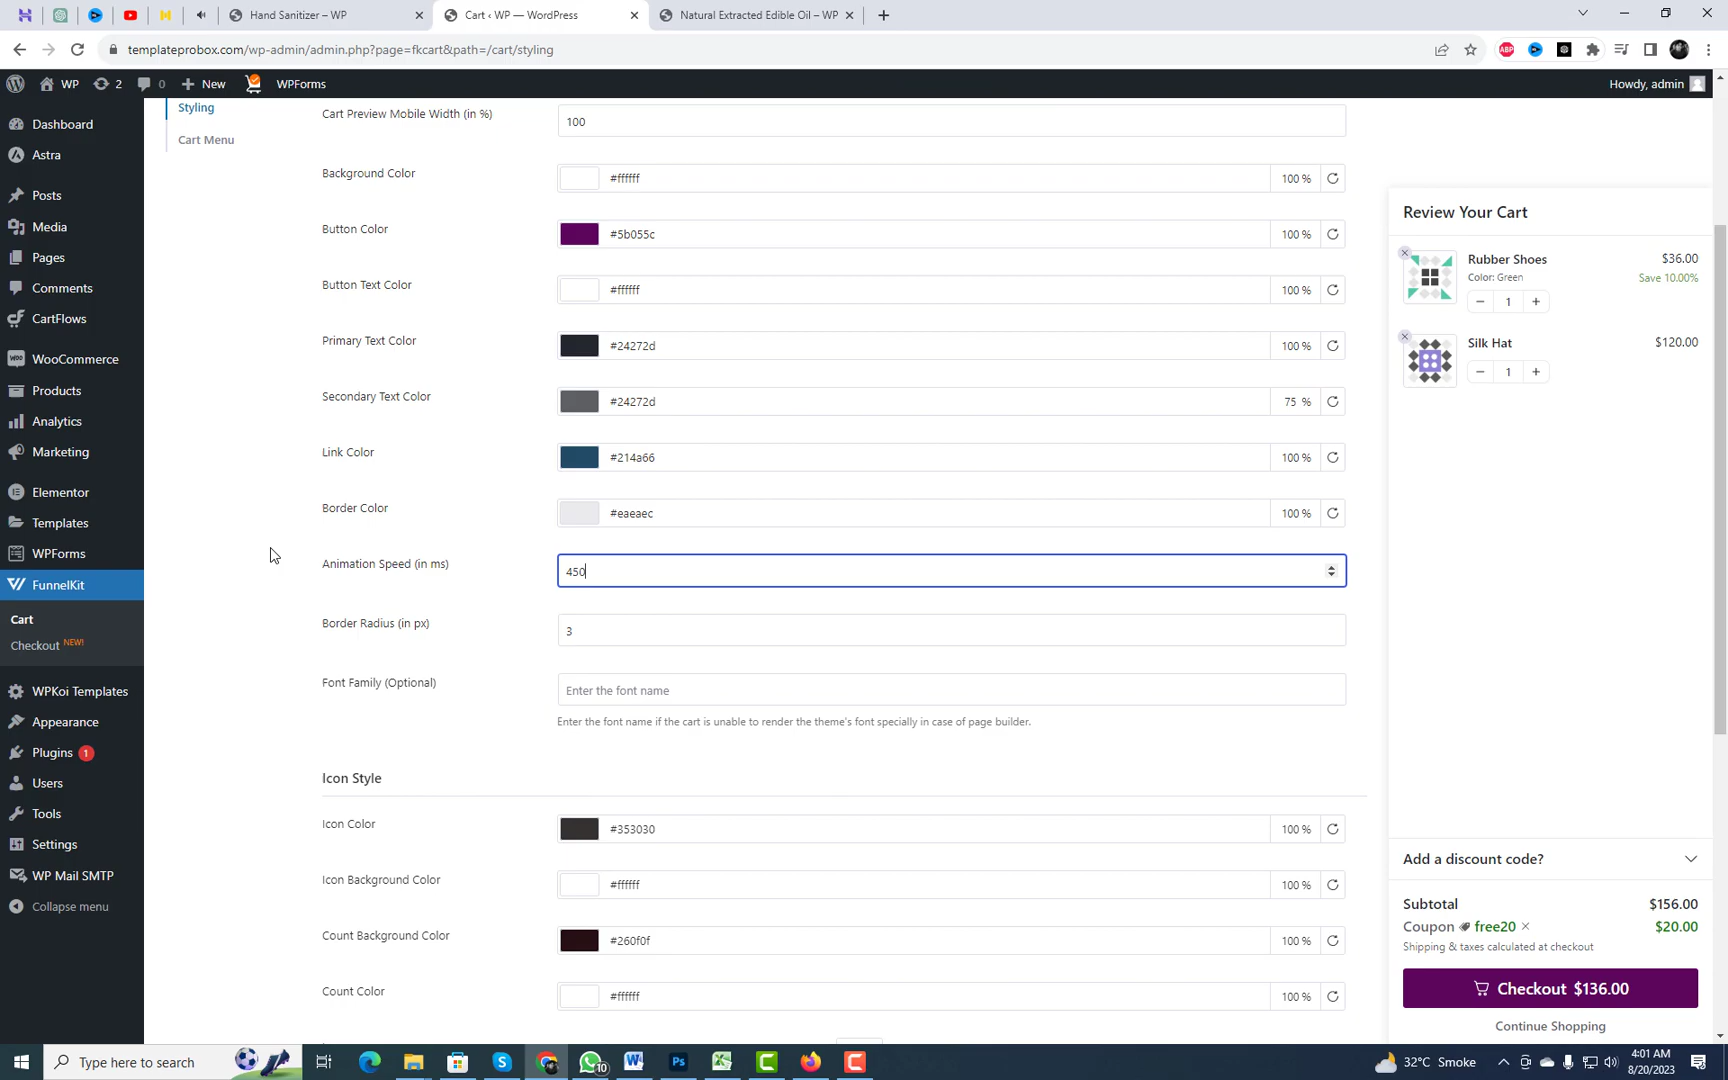 Hand Sanitizer – WP
Cart ‹ WP — WordPress
Natural Extracted Edible Oil – WP
templateprobox.com/wp-admin/admin.php?page=fkcart&path=/cart/styling
ABP
WP
2
0
New
WPForms
Howdy, admin
Dashboard
Astra
Posts
Media
Pages
Comments
CartFlows
WooCommerce
Products
Analytics
Marketing
Elementor
Templates
WPForms
FunnelKit
Cart
Checkout NEW!
WPKoi Templates
Appearance
Plugins 1
Users
Tools
Settings
WP Mail SMTP
Collapse menu
Styling
Cart Menu
Cart Preview Mobile Width (in %)
100
Background Color
#ffffff
100 %
Button Color
#5b055c
100 %
Button Text Color
#ffffff
100 %
Primary Text Color
#24272d
100 %
Secondary Text Color
#24272d
75 %
Link Color
#214a66
100 %
Border Color
#eaeaec
100 %
Animation Speed (in ms)
450
Border Radius (in px)
3
Font Family (Optional)
Enter the font name
Enter the font name if the cart is unable to render the theme's font specially in case of page builder.
Icon Style
Icon Color
#353030
100 %
Icon Background Color
#ffffff
100 %
Count Background Color
#260f0f
100 %
Count Color
#ffffff
100 %
Review Your Cart
Rubber Shoes
$36.00
Color: Green
Save 10.00%
1
Silk Hat
$120.00
1
Add a discount code?
Subtotal
$156.00
Coupon free20
$20.00
Shipping & taxes calculated at checkout
Checkout $136.00
Continue Shopping
Type here to search
10
32°C Smoke
4:01 AM
8/20/2023